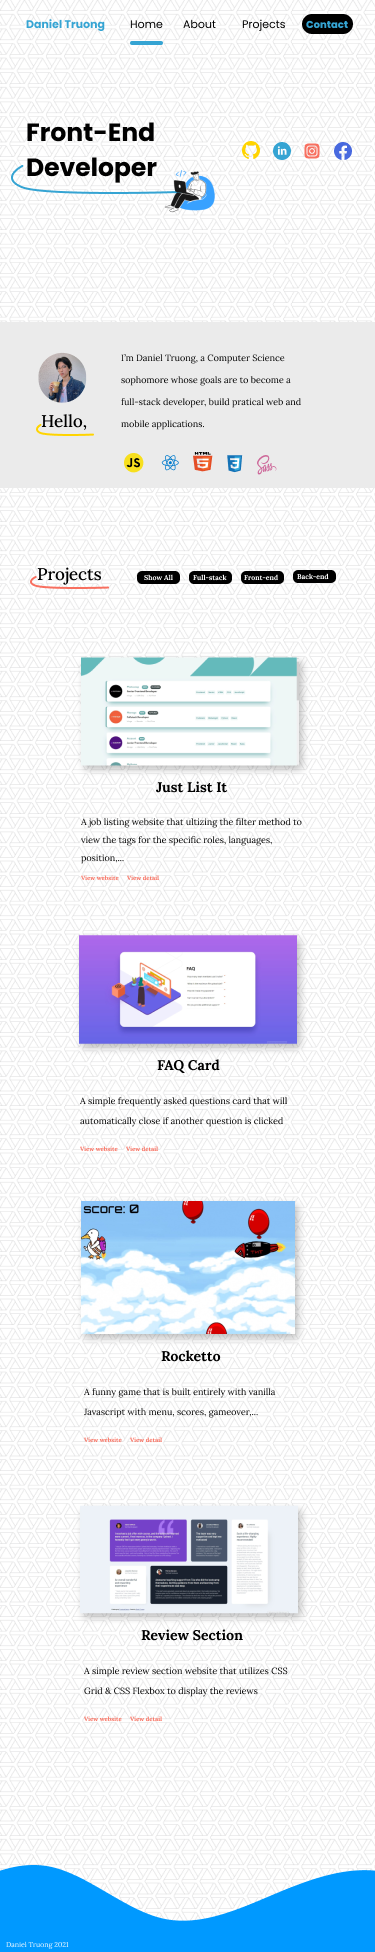 Daniel Truong Home About Projects Contact
Front-End
Developer
I'm Daniel Truong, a Computer Science
sophomore whose goals are to become a
full-stack developer, build pratical web and
mobile applications.
Hello,
JS HTML 5 3 Sass
Projects Show All Full-stack Front-end Back-end
Just List It
A job listing website that ultizing the filter method to
view the tags for the specific roles, languages,
position,...
View website View detail
FAQ
FAQ Card
A simple frequently asked questions card that will
automatically close if another question is clicked
View website View detail
score: 0
Rocketto
A funny game that is built entirely with vanilla
Javascript with menu, scores, gameover,...
View website View detail
Review Section
A simple review section website that utilizes CSS
Grid & CSS Flexbox to display the reviews
View website View detail
Daniel Truong 2021